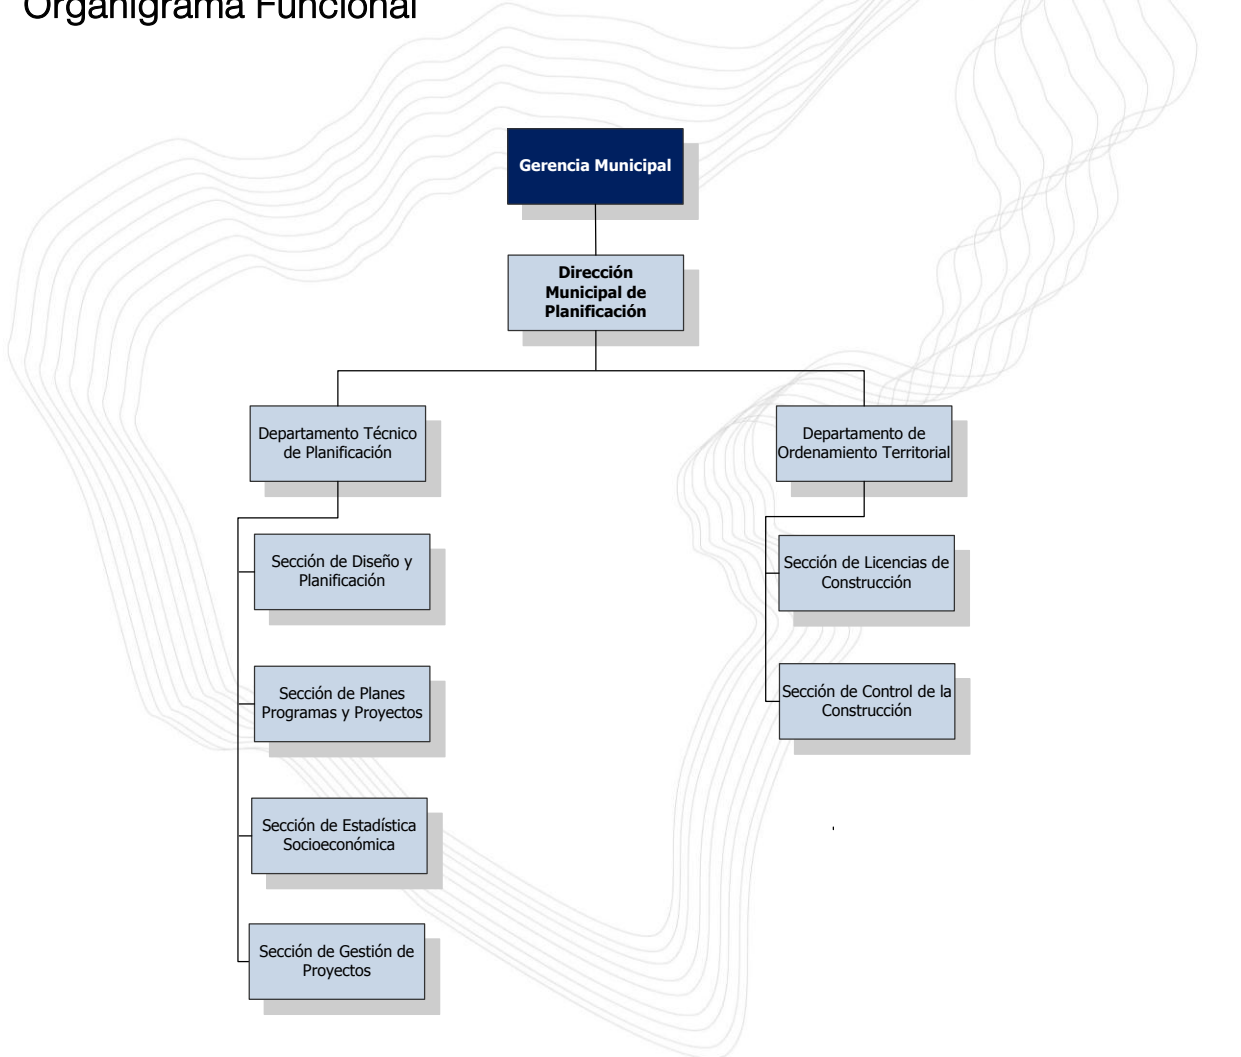 Organigrama Funcional
Gerencia Municipal
Dirección
Municipal de
Planificación
Departamento Técnico
de Planificación
Departamento de
Ordenamiento Territorial
Sección de Diseño y
Planificación
Sección de Licencias de
Construcción
Sección de Planes
Programas y Proyectos
Sección de Control de la
Construcción
Sección de Estadística
Socioeconómica
Sección de Gestión de
Proyectos